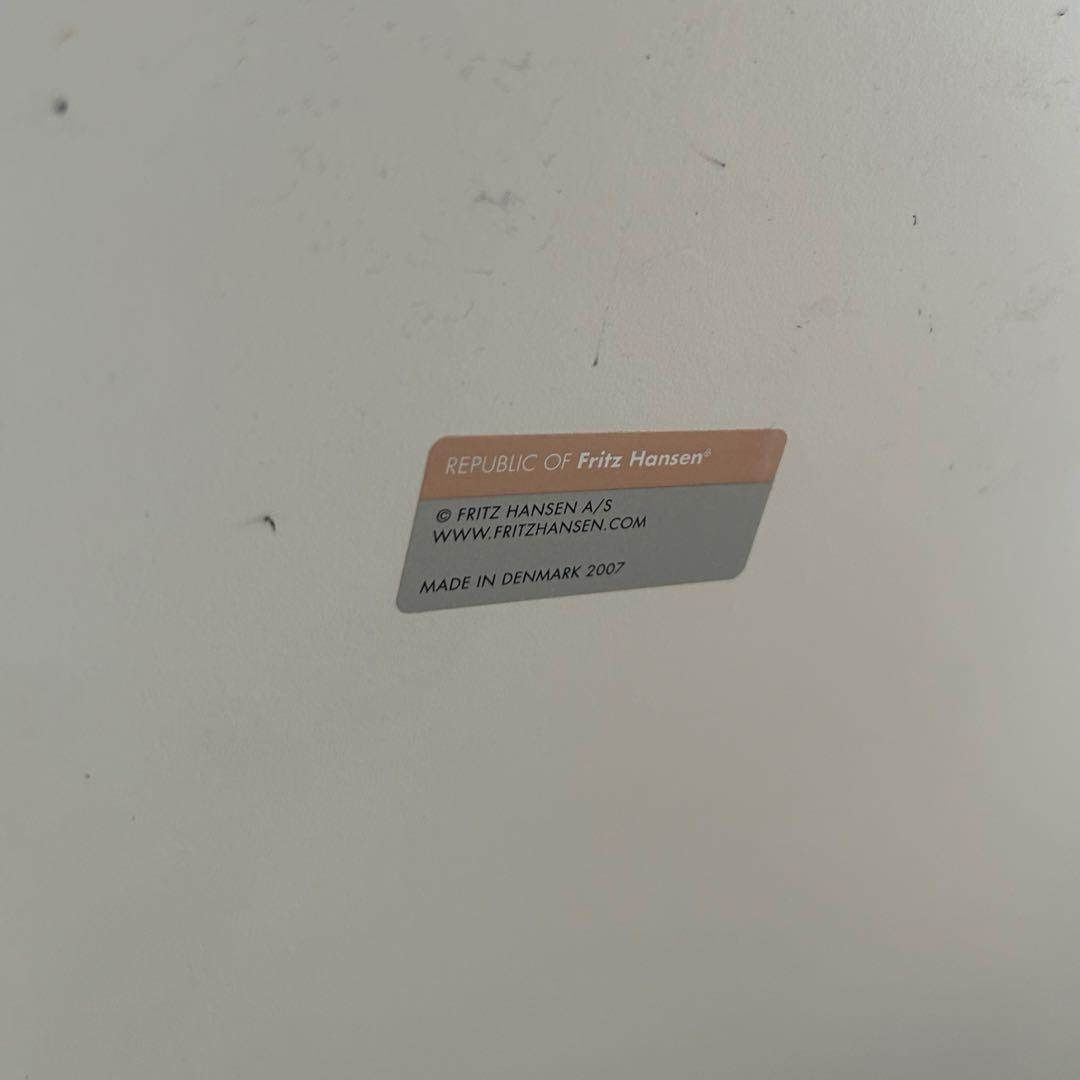 REPUBLIC OF Fritz Hansen®
© FRITZ HANSEN A/S
WWW.FRITZHANSEN.COM
MADE IN DENMARK 2007